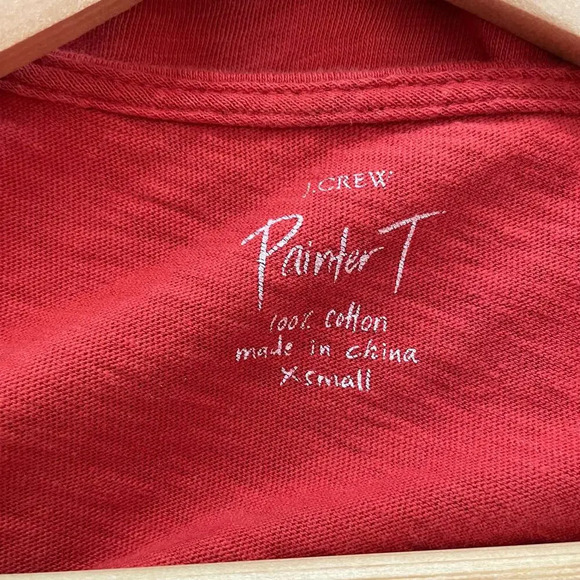 J.CREW
Painter T
100% cotton
made in china
xsmall